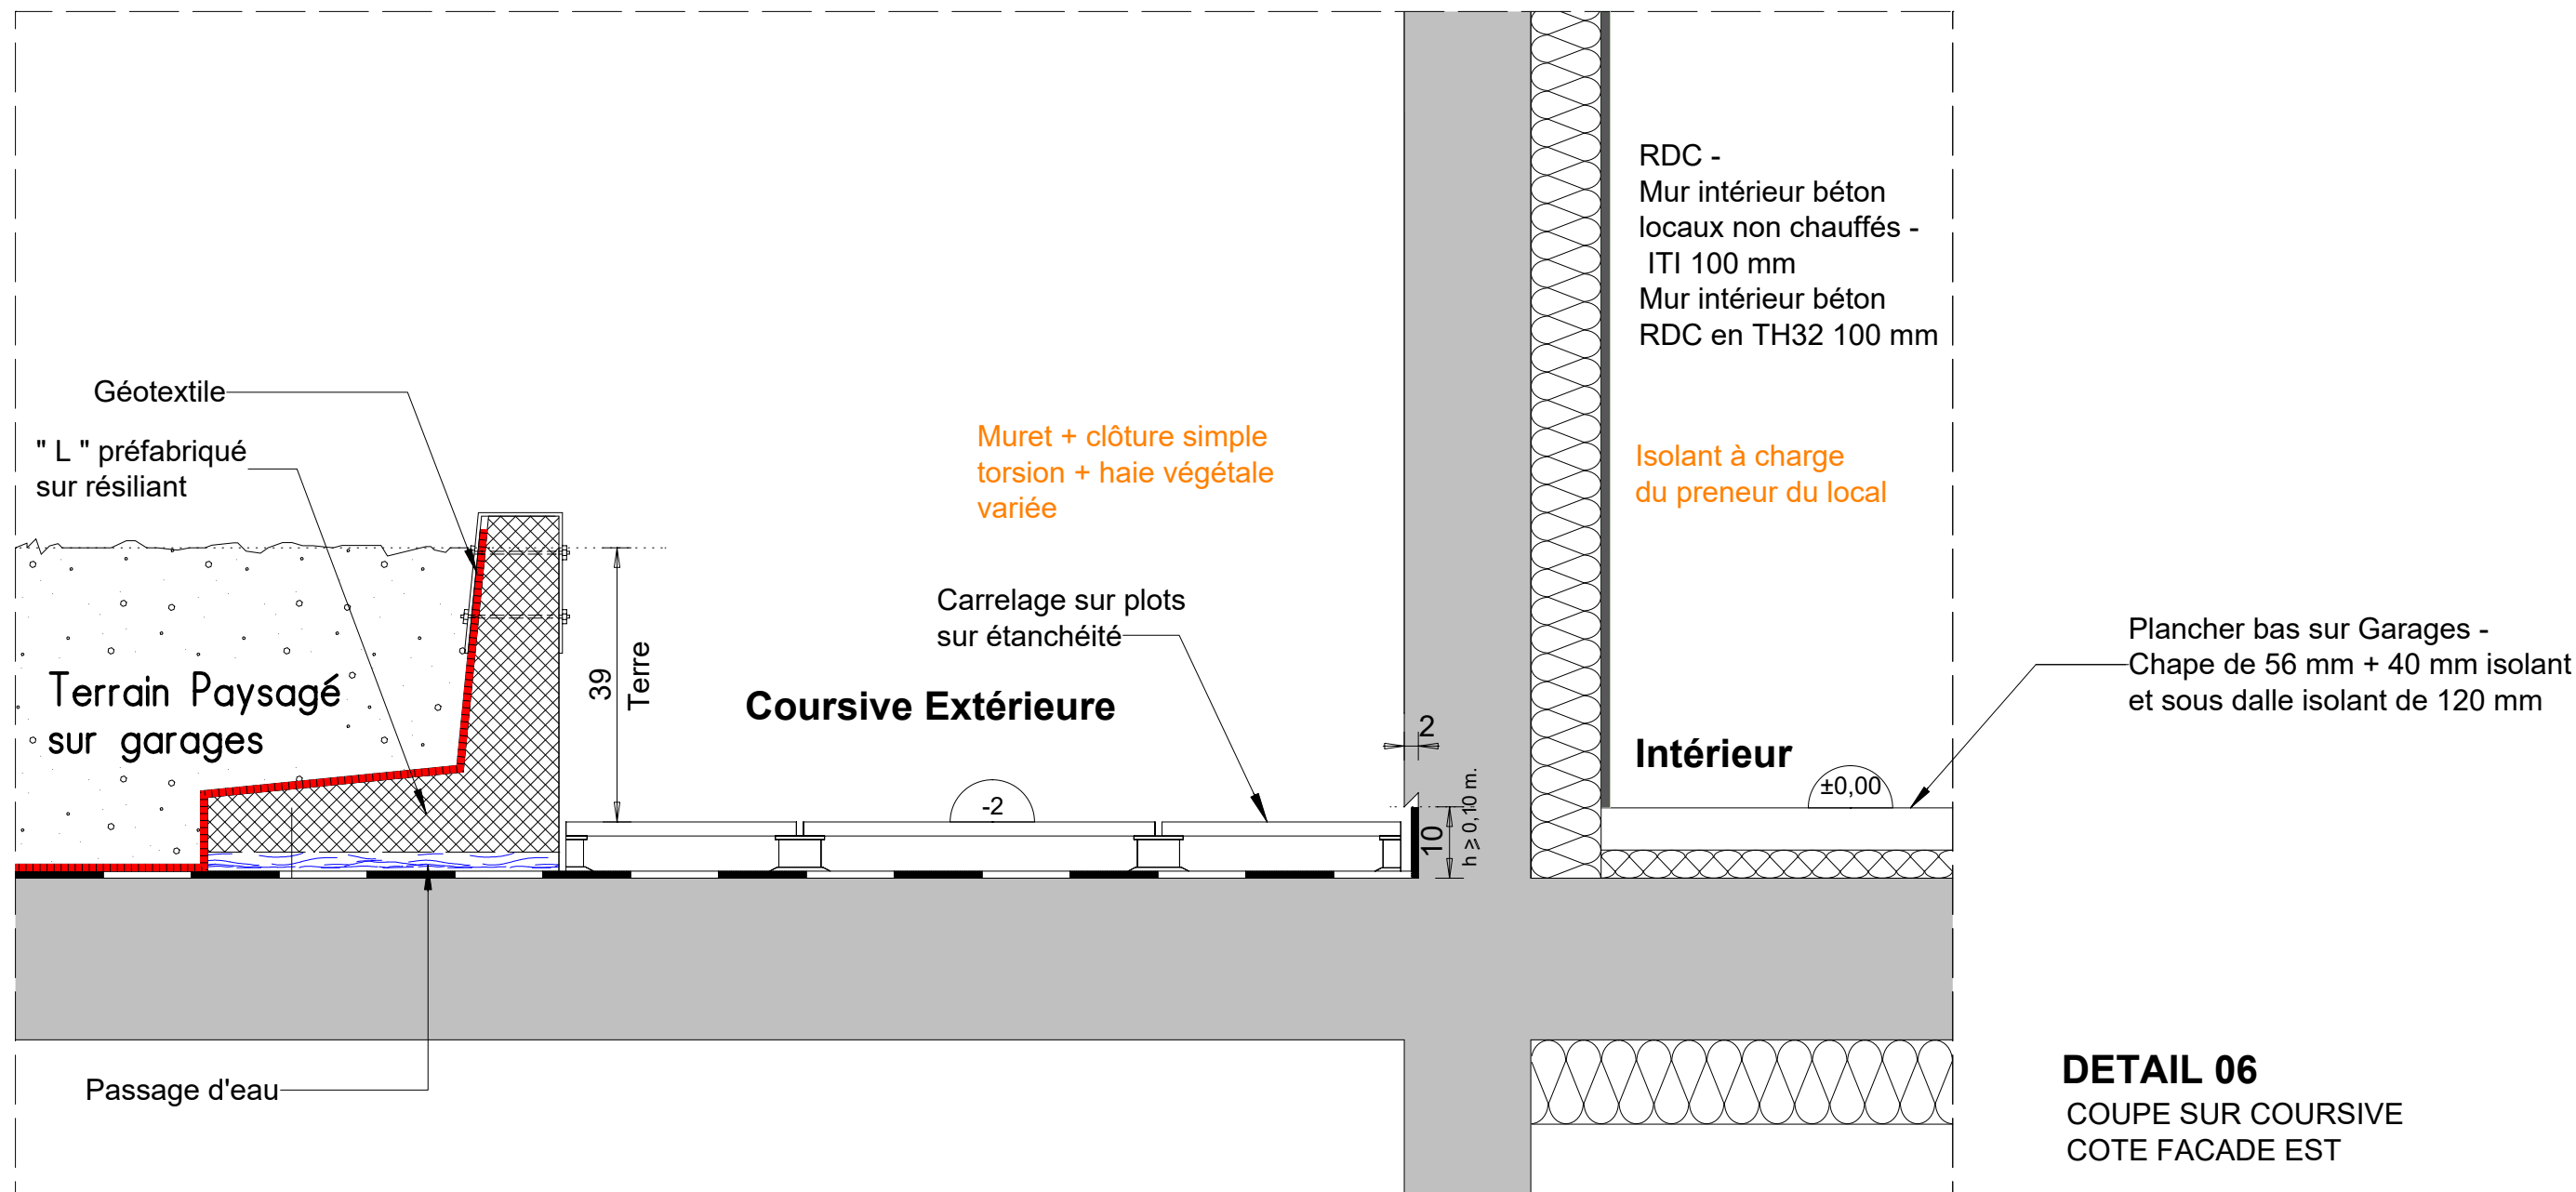 RDC -
Mur intérieur béton
locaux non chauffés -
ITI 100 mm
Mur intérieur béton
RDC en TH32 100 mm
Géotextile
" L " préfabriqué
sur résiliant
Muret + clôture simple
torsion + haie végétale
variée
Isolant à charge
du preneur du local
Carrelage sur plots
sur étanchéité
Plancher bas sur Garages -
Chape de 56 mm + 40 mm isolant
et sous dalle isolant de 120 mm
Terrain Paysagé
sur garages
39
Terre
Coursive Extérieure
2
Intérieur
±0,00
-2
10
h ≥ 0,10 m.
Passage d'eau
DETAIL 06
COUPE SUR COURSIVE
COTE FACADE EST